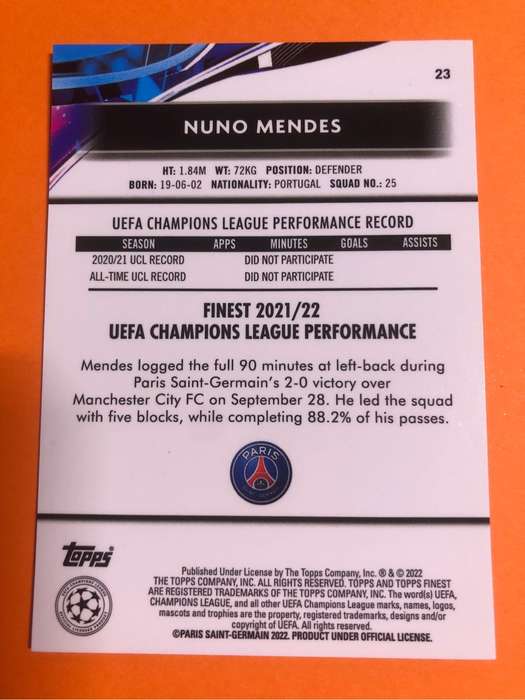 23
NUNO MENDES
HT: 1.84M WT: 72KG POSITION: DEFENDER
BORN: 19-06-02 NATIONALITY: PORTUGAL SQUAD NO.: 25
UEFA CHAMPIONS LEAGUE PERFORMANCE RECORD
SEASON APPS MINUTES GOALS ASSISTS
2020/21 UCL RECORD DID NOT PARTICIPATE
ALL-TIME UCL RECORD DID NOT PARTICIPATE
FINEST 2021/22
UEFA CHAMPIONS LEAGUE PERFORMANCE
Mendes logged the full 90 minutes at left-back during
Paris Saint-Germain's 2-0 victory over
Manchester City FC on September 28. He led the squad
with five blocks, while completing 88.2% of his passes.
PARIS
Topps
Published Under License by The Topps Company, Inc. ® & © 2022
THE TOPPS COMPANY, INC. ALL RIGHTS RESERVED. TOPPS AND TOPPS FINEST
ARE REGISTERED TRADEMARKS OF THE TOPPS COMPANY, INC. The word(s) UEFA,
CHAMPIONS LEAGUE, and all other UEFA Champions League marks, names, logos,
mascots and trophies are the property, registered trademarks, designs and/or
copyright of UEFA. All rights reserved.
©PARIS SAINT-GERMAIN 2022. PRODUCT UNDER OFFICIAL LICENSE.